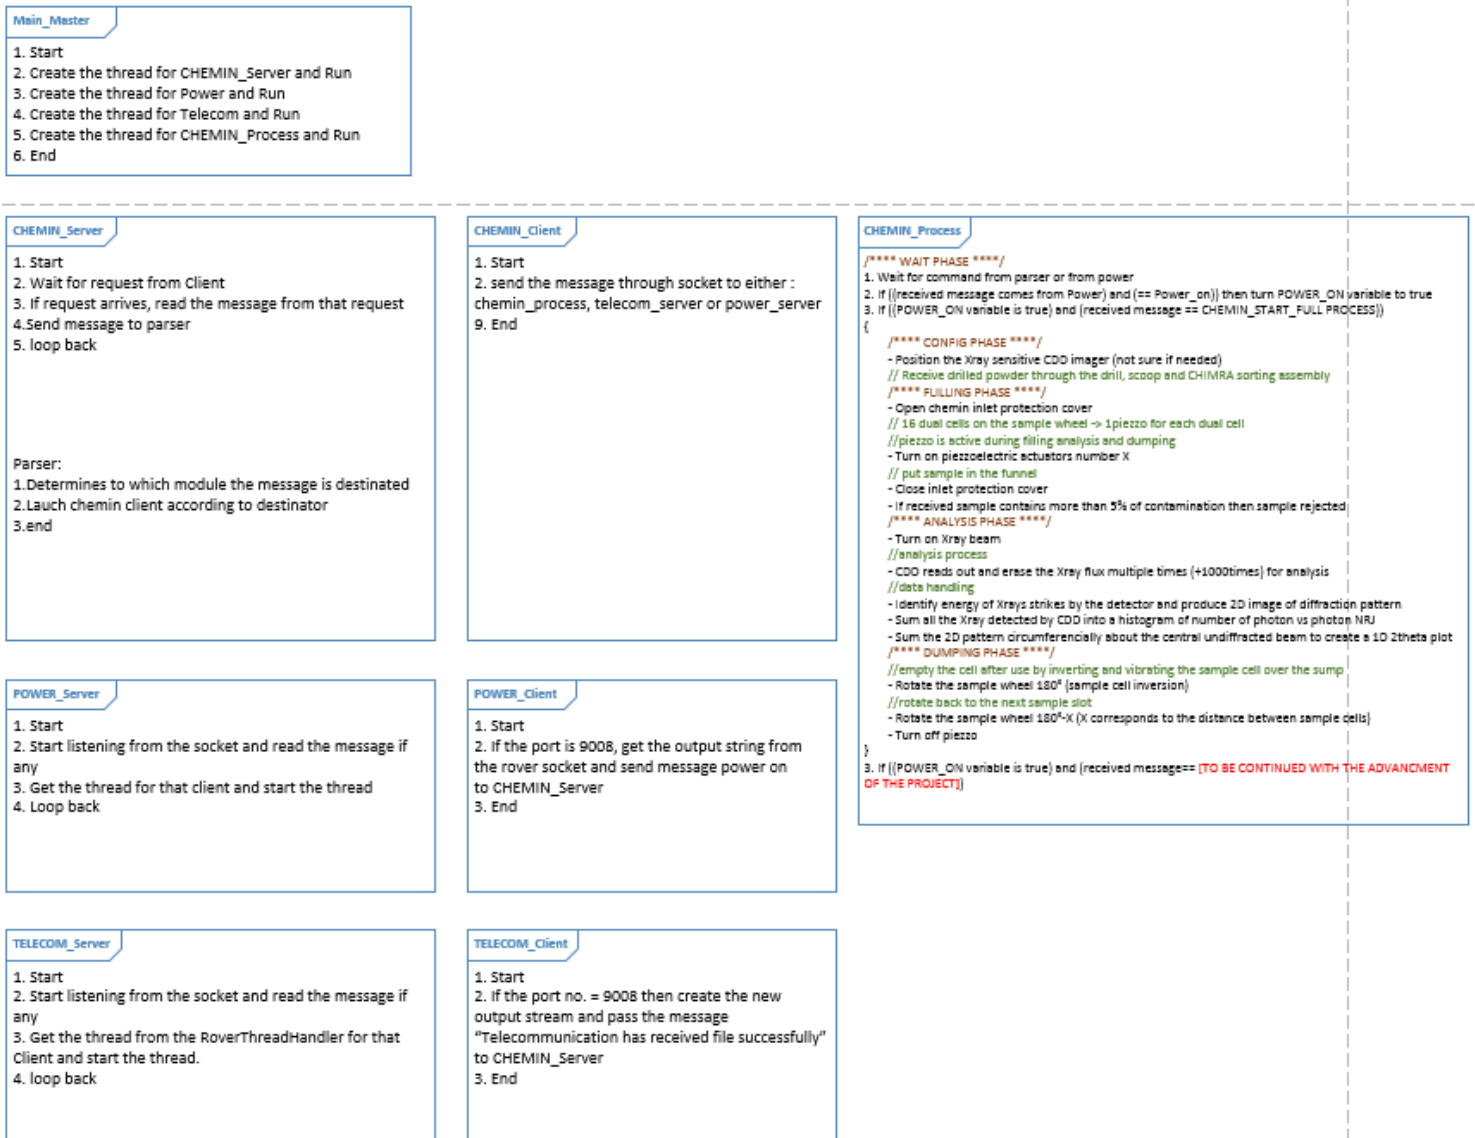 Main_Master
1. Start
2. Create the thread for CHEMIN_Server and Run
3. Create the thread for Power and Run
4. Create the thread for Telecom and Run
5. Create the thread for CHEMIN_Process and Run
6. End
CHEMIN_Server
1. Start
2. Wait for request from Client
3. If request arrives, read the message from that request
4.Send message to parser
5. loop back
Parser:
1.Determines to which module the message is destinated
2.Lauch chemin client according to destinator
3.end
CHEMIN_Client
1. Start
2. send the message through socket to either :
chemin_process, telecom_server or power_server
9. End
CHEMIN_Process
/**** WAIT PHASE ****/
1. Wait for command from parser or from power
2. If ((received message comes from Power) and (== Power_on)) then turn POWER_ON variable to true
3. If ((POWER_ON variable is true) and (received message == CHEMIN_START_FULL PROCESS))
{
/**** CONFIG PHASE ****/
- Position the Xray sensitive CDD imager (not sure if needed)
// Receive drilled powder through the drill, scoop and CHIMRA sorting assembly
/**** FULLING PHASE ****/
- Open chemin inlet protection cover
// 16 dual cells on the sample wheel -> 1piezzo for each dual cell
//piezzo is active during filling analysis and dumping
- Turn on piezzoelectric actuators number X
// put sample in the funnel
- Close inlet protection cover
- If received sample contains more than 5% of contamination then sample rejected
/**** ANALYSIS PHASE ****/
- Turn on Xray beam
//analysis process
- CDD reads out and erase the Xray flux multiple times (+1000times) for analysis
//data handling
- Identify energy of Xrays strikes by the detector and produce 2D image of diffraction pattern
- Sum all the Xray detected by CDD into a histogram of number of photon vs photon NRJ
- Sum the 2D pattern circumferencially about the central undiffracted beam to create a 1D 2theta plot
/**** DUMPING PHASE ****/
//empty the cell after use by inverting and vibrating the sample cell over the sump
- Rotate the sample wheel 180° (sample cell inversion)
//rotate back to the next sample slot
- Rotate the sample wheel 180°-X (X corresponds to the distance between sample cells)
- Turn off piezzo
}
3. If ((POWER_ON variable is true) and (received message== [TO BE CONTINUED WITH THE ADVANCMENT
OF THE PROJECT])
POWER_Server
1. Start
2. Start listening from the socket and read the message if
any
3. Get the thread for that client and start the thread
4. Loop back
POWER_Client
1. Start
2. If the port is 9008, get the output string from
the rover socket and send message power on
to CHEMIN_Server
3. End
TELECOM_Server
1. Start
2. Start listening from the socket and read the message if
any
3. Get the thread from the RoverThreadHandler for that
Client and start the thread.
4. loop back
TELECOM_Client
1. Start
2. If the port no. = 9008 then create the new
output stream and pass the message
“Telecommunication has received file successfully”
to CHEMIN_Server
3. End